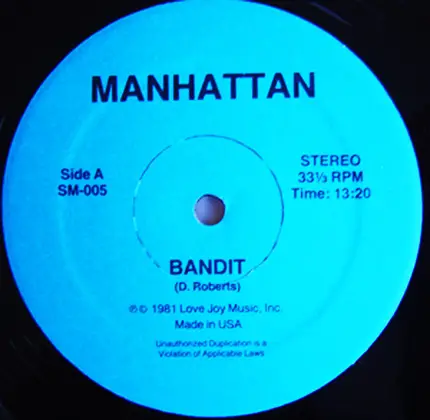 MANHATTAN
Side A
SM-005
STEREO
33⅓ RPM
Time: 13:20
BANDIT
(D. Roberts)
℗© 1981 Love Joy Music, Inc.
Made in USA
Unauthorized Duplication is a
Violation of Applicable Laws